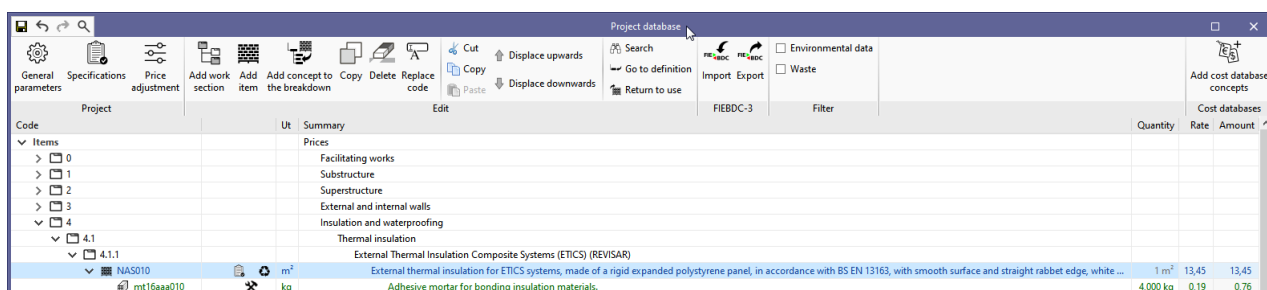 Project database
General parameters
Specifications
Price adjustment
Project
Add work section
Add item
Add concept to the breakdown
Copy
Delete
Replace code
Cut
Copy
Paste
Displace upwards
Displace downwards
Edit
Search
Go to definition
Return to use
Import
Export
FIEBDC-3
Environmental data
Waste
Filter
Add cost database concepts
Cost databases
Code Ut Summary Quantity Rate Amount
Items Prices
0 Facilitating works
1 Substructure
2 Superstructure
3 External and internal walls
4 Insulation and waterproofing
4.1 Thermal insulation
4.1.1 External Thermal Insulation Composite Systems (ETICS) (REVISAR)
NAS010 m² External thermal insulation for ETICS systems, made of a rigid expanded polystyrene panel, in accordance with BS EN 13163, with smooth surface and straight rabbet edge, white ... 1 m² 13,45 13,45
mt16aaa010 kg Adhesive mortar for bonding insulation materials. 4,000 kg 0,19 0,76